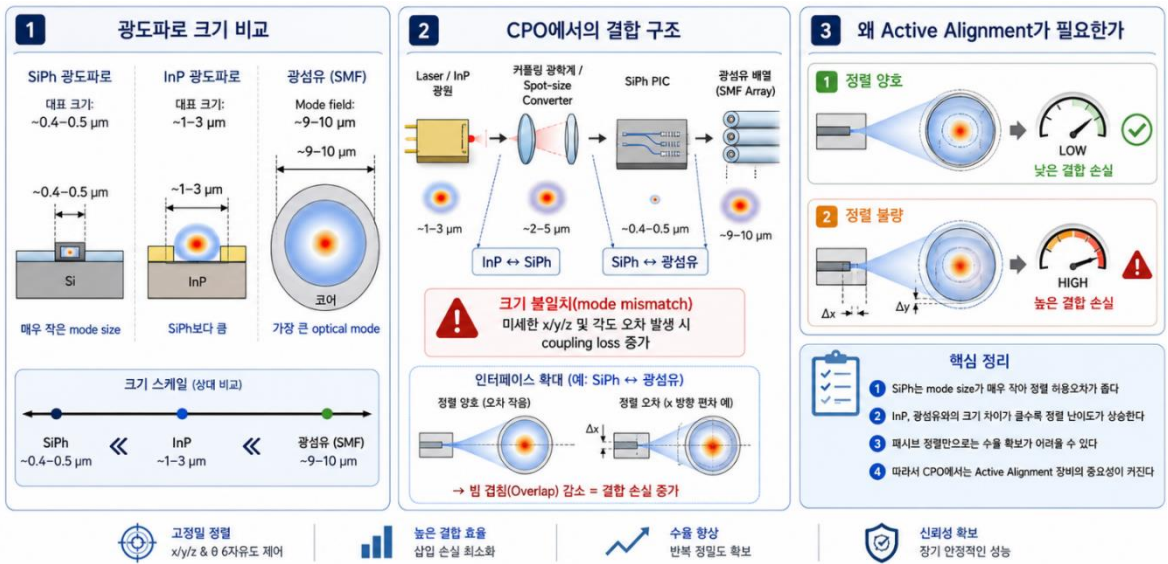 1 광도파로 크기 비교
SiPh 광도파로
대표 크기:
~0.4–0.5 μm
~0.4–0.5 μm
Si
매우 작은 mode size
InP 광도파로
대표 크기:
~1–3 μm
~1–3 μm
InP
SiPh보다 큼
광섬유 (SMF)
Mode field:
~9–10 μm
~9–10 μm
코어
가장 큰 optical mode
크기 스케일 (상대 비교)
SiPh
~0.4–0.5 μm
《
InP
~1–3 μm
《
광섬유 (SMF)
~9–10 μm
2 CPO에서의 결합 구조
Laser / InP
광원
커플링 광학계 /
Spot-size
Converter
SiPh PIC
광섬유 배열
(SMF Array)
~1–3 μm
~2–5 μm
~0.4–0.5 μm
~9–10 μm
InP ↔ SiPh
SiPh ↔ 광섬유
크기 불일치(mode mismatch)
미세한 x/y/z 및 각도 오차 발생 시
coupling loss 증가
인터페이스 확대 (예: SiPh ↔ 광섬유)
정렬 양호 (오차 작음)
정렬 오차 (x 방향 편차 예)
Δx
→ 빔 겹침(Overlap) 감소 = 결합 손실 증가
3 왜 Active Alignment가 필요한가
1 정렬 양호
LOW
낮은 결합 손실
2 정렬 불량
Δx
Δy
HIGH
높은 결합 손실
핵심 정리
1 SiPh는 mode size가 매우 작아 정렬 허용오차가 좁다
2 InP, 광섬유와의 크기 차이가 클수록 정렬 난이도가 상승한다
3 패시브 정렬만으로는 수율 확보가 어려울 수 있다
4 따라서 CPO에서는 Active Alignment 장비의 중요성이 커진다
고정밀 정렬
x/y/z & θ 6자유도 제어
높은 결합 효율
삽입 손실 최소화
수율 향상
반복 정밀도 확보
신뢰성 확보
장기 안정적인 성능